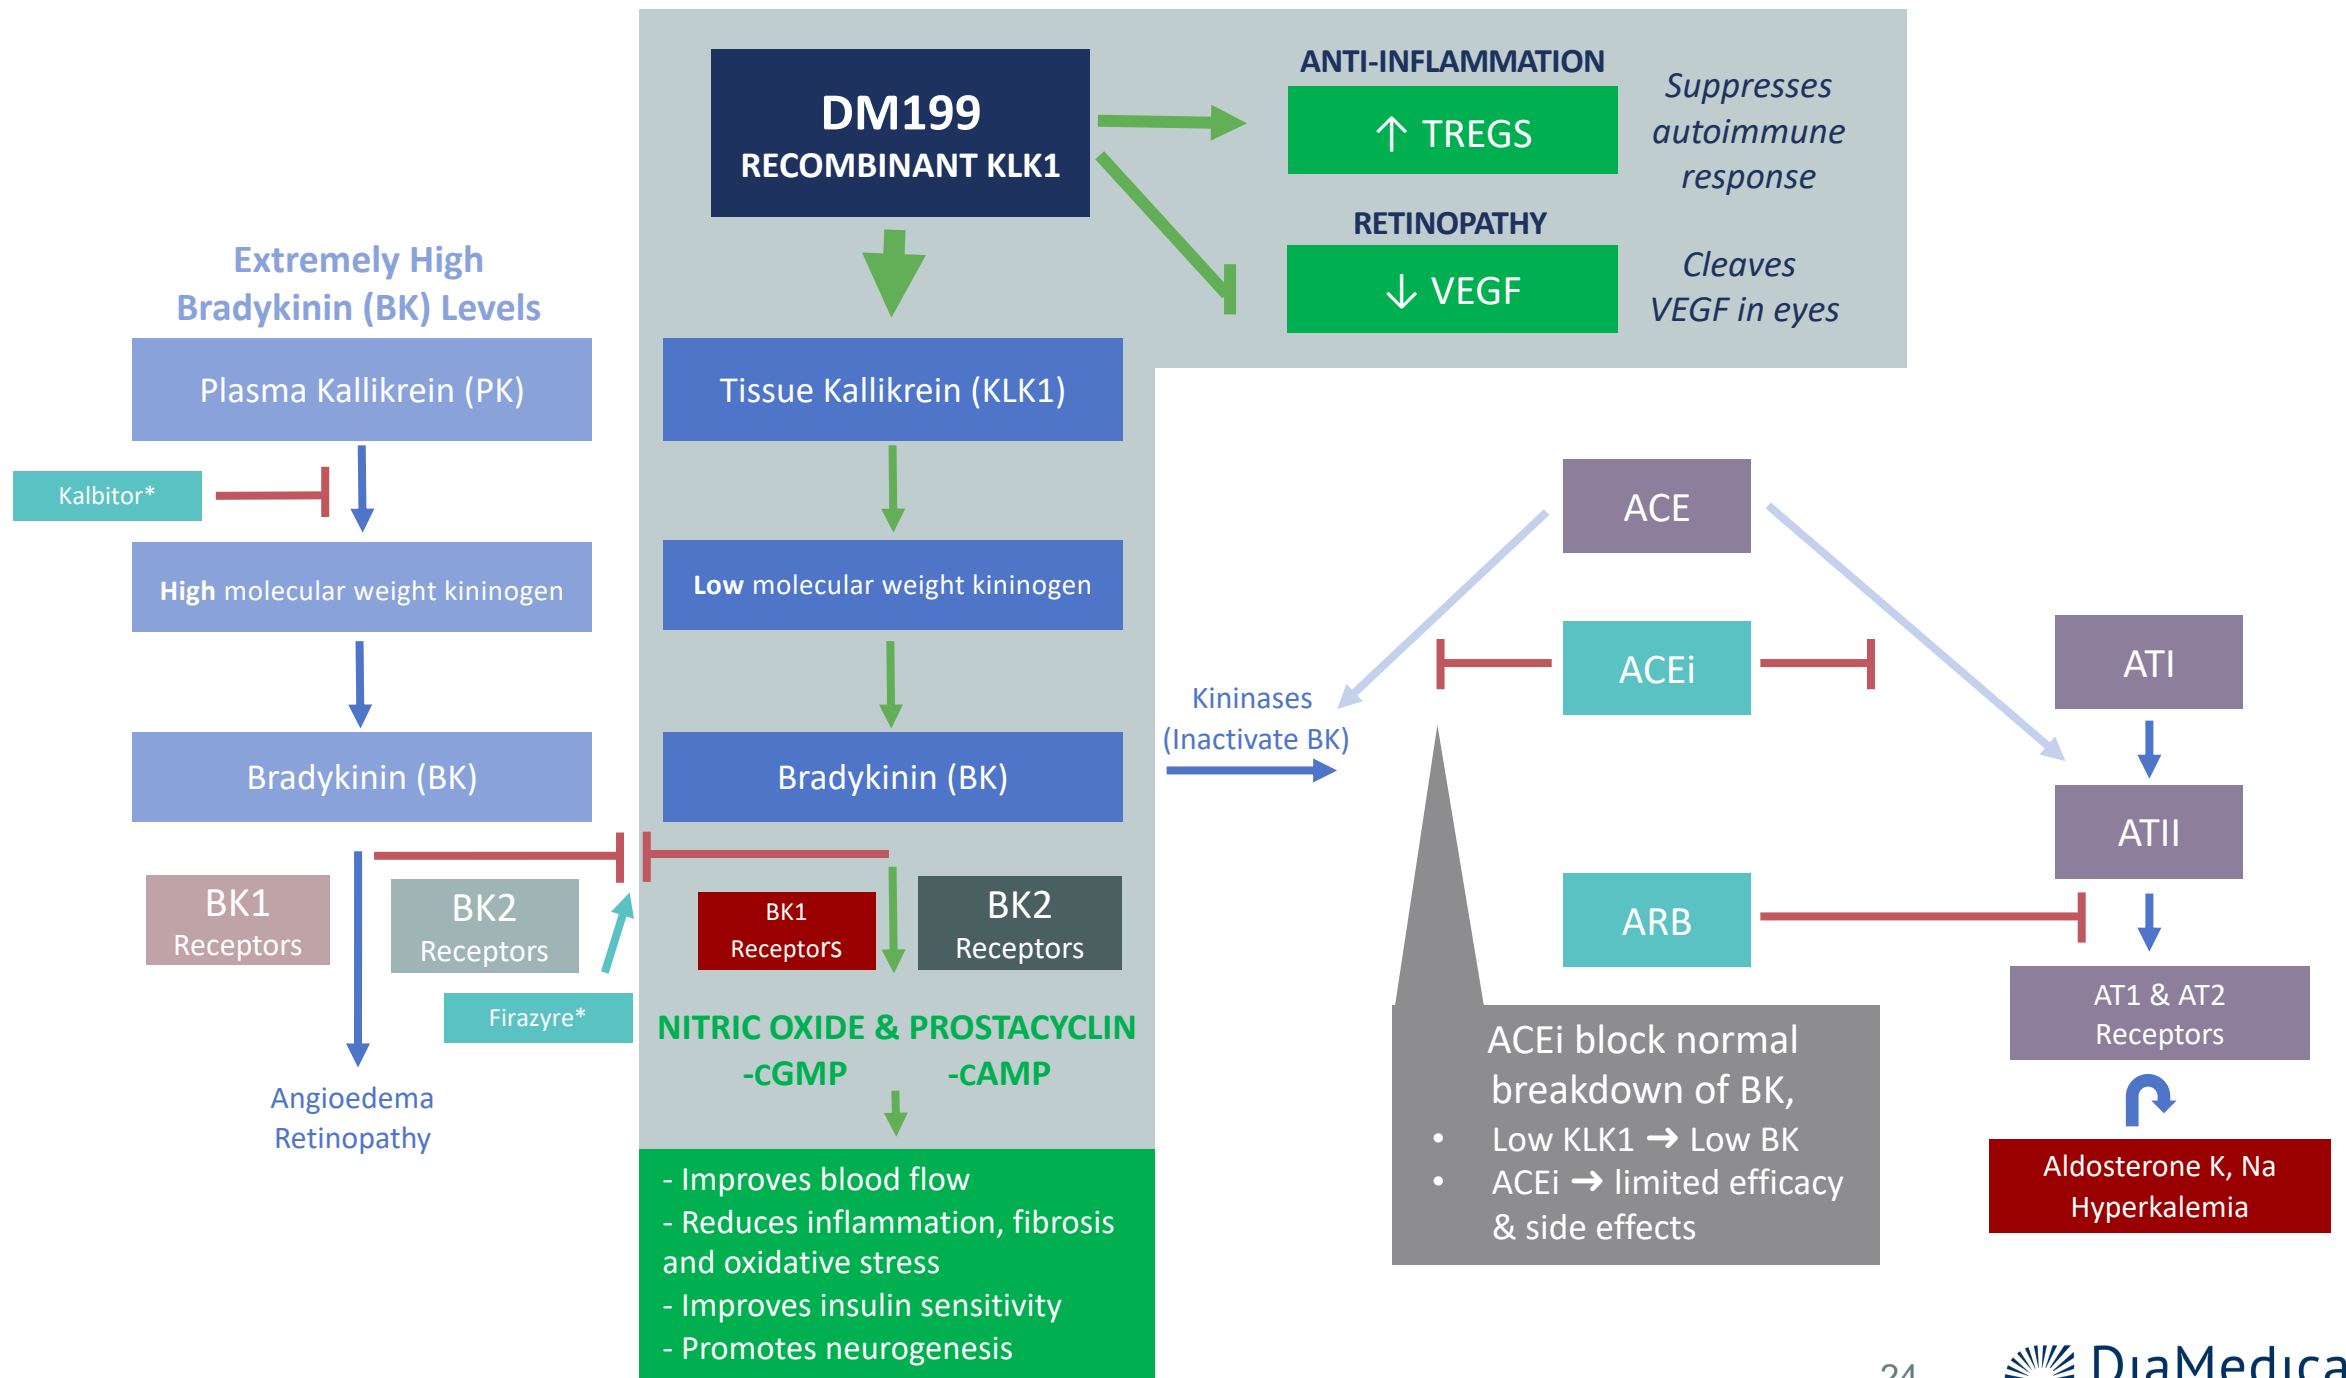 DM199
RECOMBINANT KLK1
ANTI-INFLAMMATION
↑ TREGS
Suppresses
autoimmune
response
RETINOPATHY
↓ VEGF
Cleaves
VEGF in eyes
Extremely High
Bradykinin (BK) Levels
Plasma Kallikrein (PK)
Kalbitor*
High molecular weight kininogen
Bradykinin (BK)
BK1
Receptors
BK2
Receptors
Firazyre*
Angioedema
Retinopathy
Tissue Kallikrein (KLK1)
Low molecular weight kininogen
Bradykinin (BK)
BK1
Receptors
BK2
Receptors
NITRIC OXIDE & PROSTACYCLIN
-cGMP -cAMP
- Improves blood flow
- Reduces inflammation, fibrosis
and oxidative stress
- Improves insulin sensitivity
- Promotes neurogenesis
Kininases
(Inactivate BK)
ACE
ACEi
ARB
ACEi block normal
breakdown of BK,
• Low KLK1 → Low BK
• ACEi → limited efficacy
& side effects
ATI
ATII
AT1 & AT2
Receptors
Aldosterone K, Na
Hyperkalemia
24
DiaMedica